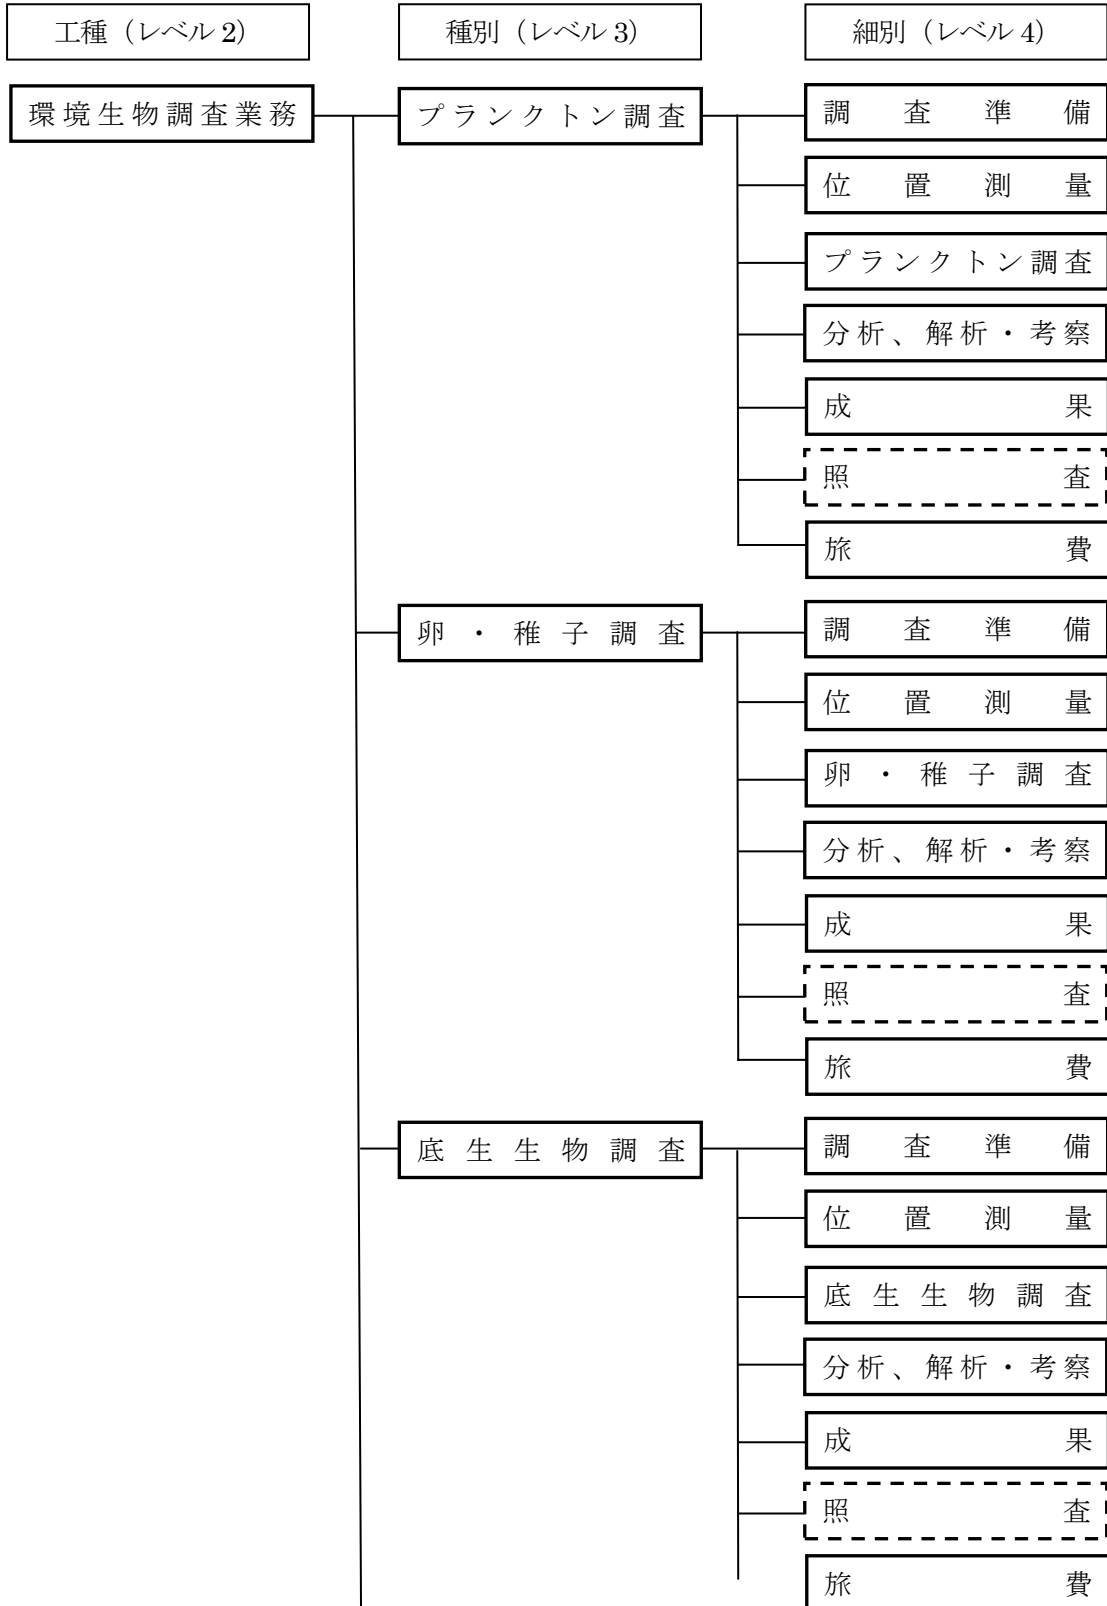 工種（レベル2） 種別（レベル3） 細別（レベル4）
環境生物調査業務 プランクトン調査 調査準備
位置測量
プランクトン調査
分析、解析・考察
成果
照査
旅費
卵・稚子調査 調査準備
位置測量
卵・稚子調査
分析、解析・考察
成果
照査
旅費
底生生物調査 調査準備
位置測量
底生生物調査
分析、解析・考察
成果
照査
旅費